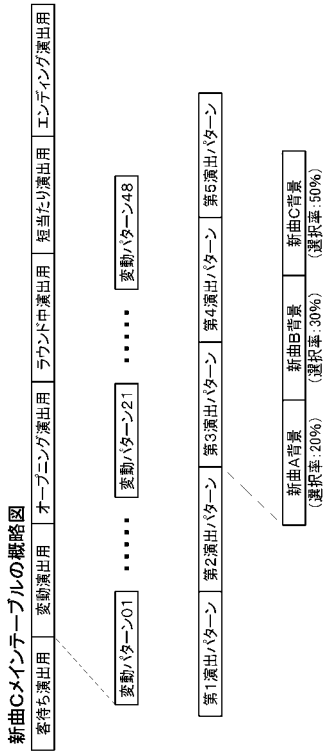 新曲Cメインテーブルの概略図
客待ち演出用 変動演出用 オープニング演出用 ラウンド中演出用 短当たり演出用 エンディング演出用
変動パターン01 ・・・・・ 変動パターン21 ・・・・・ 変動パターン48
第1演出パターン 第2演出パターン 第3演出パターン 第4演出パターン 第5演出パターン
新曲A背景 新曲B背景 新曲C背景
(選択率:20%) (選択率:30%) (選択率:50%)